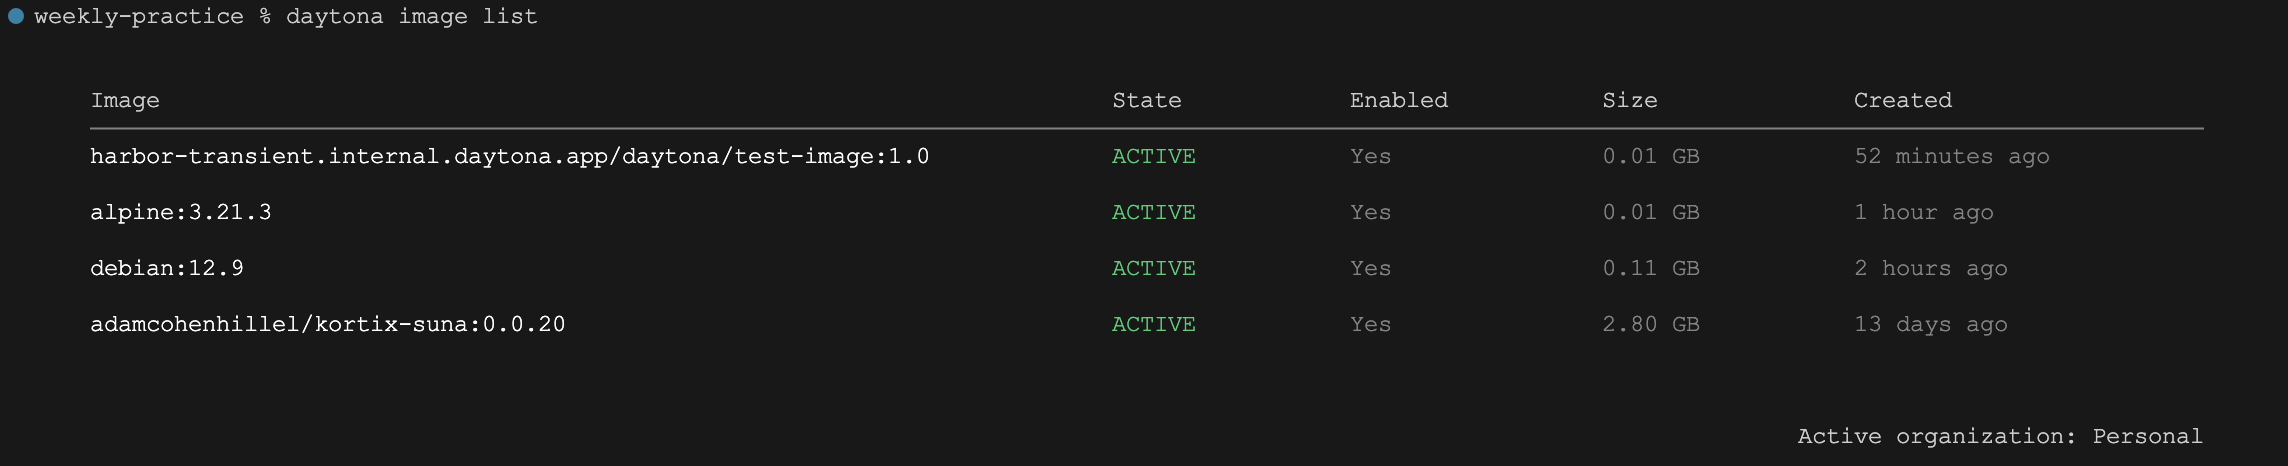 weekly-practice % daytona image list
Image State Enabled Size Created
harbor-transient.internal.daytona.app/daytona/test-image:1.0 ACTIVE Yes 0.01 GB 52 minutes ago
alpine:3.21.3 ACTIVE Yes 0.01 GB 1 hour ago
debian:12.9 ACTIVE Yes 0.11 GB 2 hours ago
adamcohenhillel/kortix-suna:0.0.20 ACTIVE Yes 2.80 GB 13 days ago
Active organization: Personal